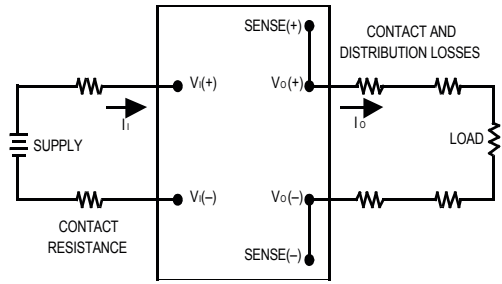 SENSE(+)
CONTACT AND
DISTRIBUTION LOSSES
VI(+)
VO(+)
II
IO
SUPPLY
LOAD
VI(–)
VO(–)
CONTACT
RESISTANCE
SENSE(–)